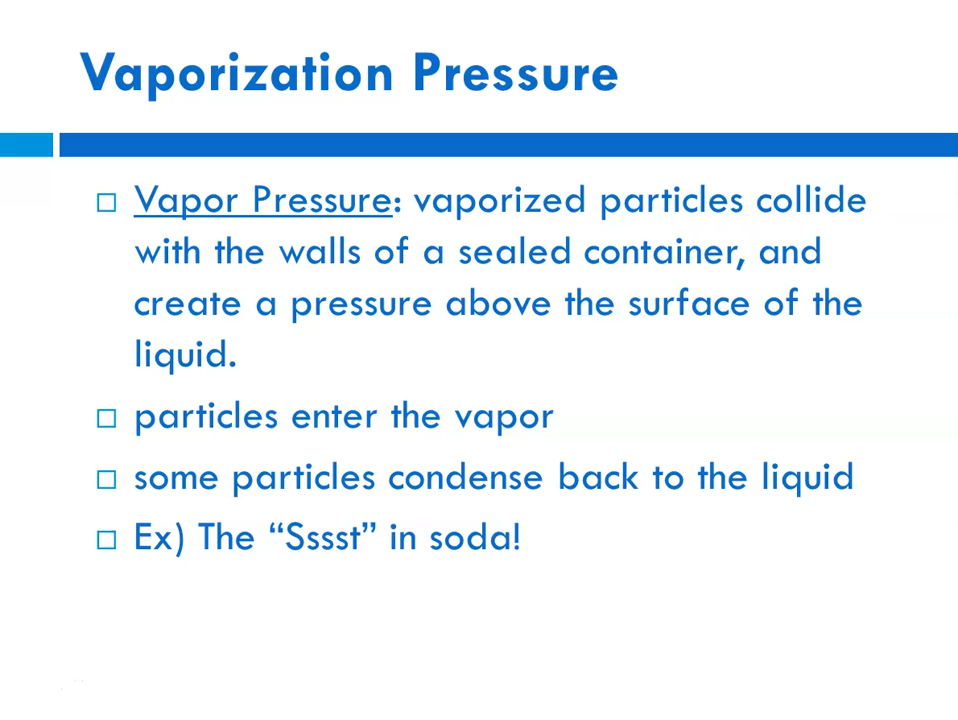 Vaporization Pressure
Vapor Pressure: vaporized particles collide
with the walls of a sealed container, and
create a pressure above the surface of the
liquid.
particles enter the vapor
some particles condense back to the liquid
Ex) The “Sssst” in soda!